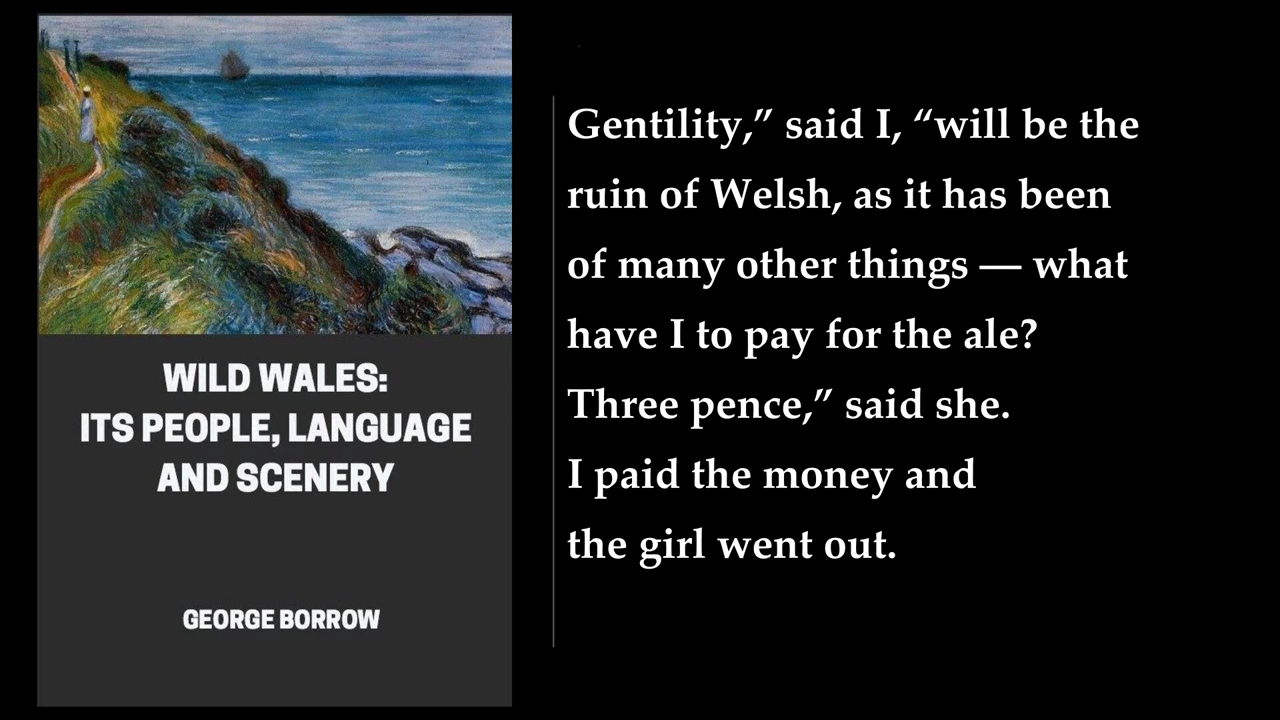 WILD WALES:
ITS PEOPLE, LANGUAGE
AND SCENERY
GEORGE BORROW
Gentility,” said I, “will be the
ruin of Welsh, as it has been
of many other things — what
have I to pay for the ale?
Three pence,” said she.
I paid the money and
the girl went out.